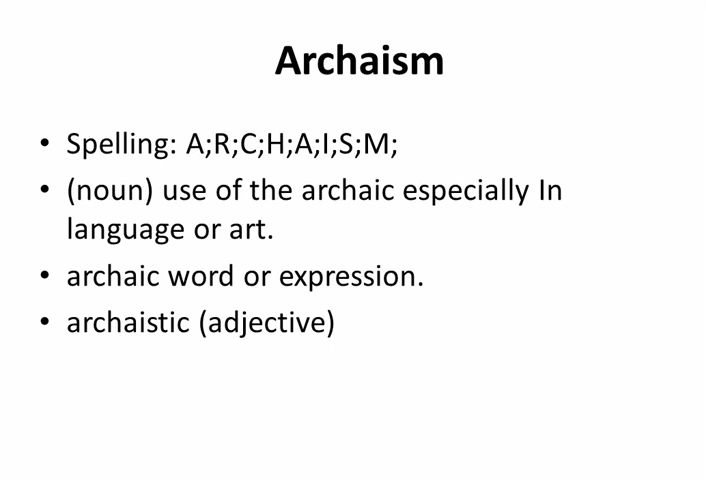 Archaism
• Spelling: A;R;C;H;A;I;S;M;
• (noun) use of the archaic especially In
language or art.
• archaic word or expression.
• archaistic (adjective)